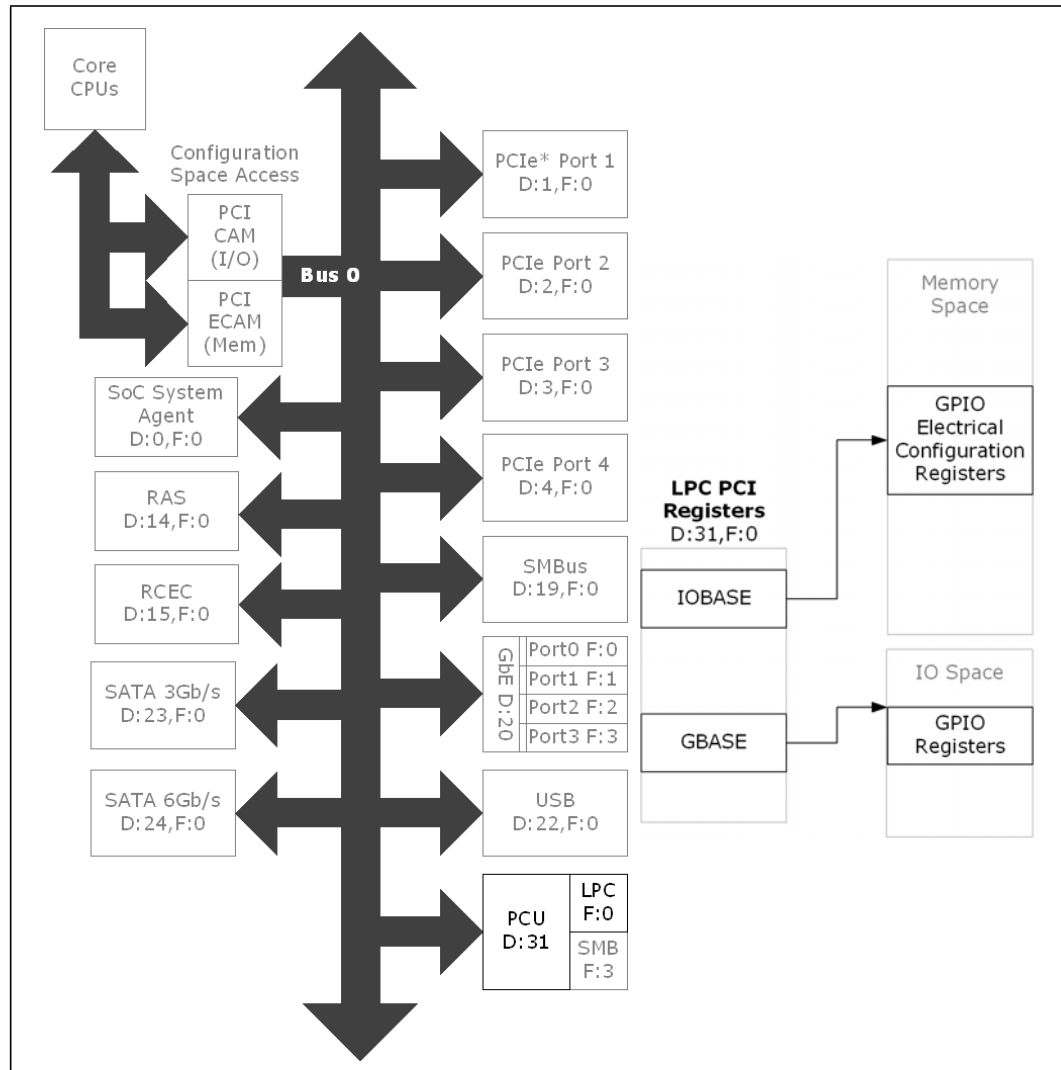 Core
CPUs
Configuration
Space Access
PCI
CAM
(I/O)
PCI
ECAM
(Mem)
Bus 0
SoC System
Agent
D:0,F:0
RAS
D:14,F:0
RCEC
D:15,F:0
SATA 3Gb/s
D:23,F:0
SATA 6Gb/s
D:24,F:0
PCIe* Port 1
D:1,F:0
PCIe Port 2
D:2,F:0
PCIe Port 3
D:3,F:0
PCIe Port 4
D:4,F:0
SMBus
D:19,F:0
GbE D:20
Port0 F:0
Port1 F:1
Port2 F:2
Port3 F:3
USB
D:22,F:0
PCU
D:31
LPC
F:0
SMB
F:3
LPC PCI
Registers
D:31,F:0
IOBASE
GBASE
Memory
Space
GPIO
Electrical
Configuration
Registers
IO Space
GPIO
Registers